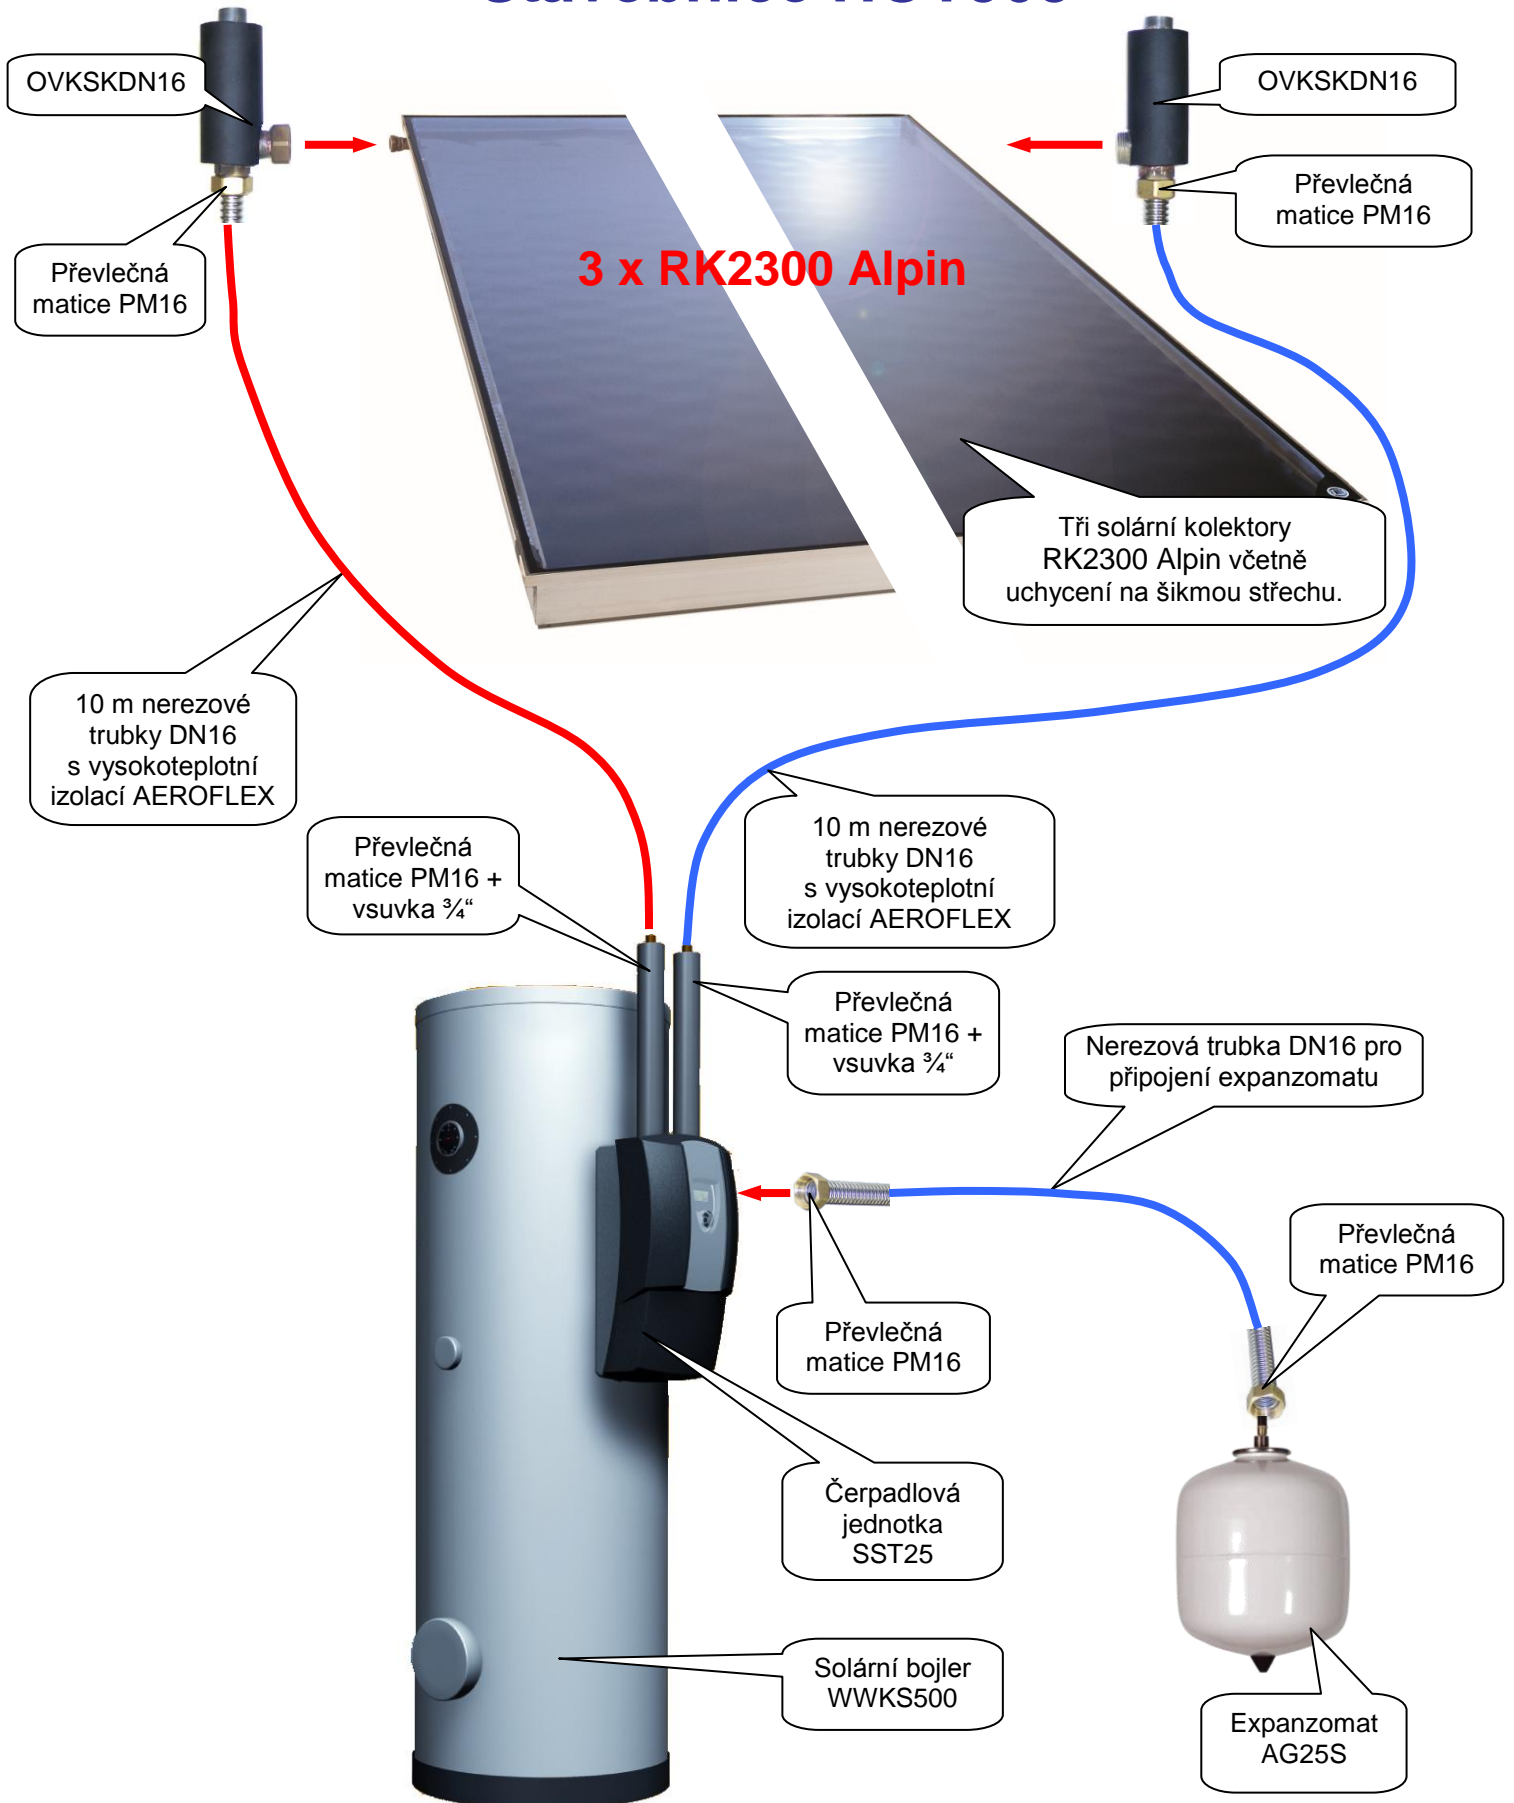 OVKSKDN16
OVKSKDN16
Převlečná
matice PM16
Převlečná
matice PM16
3 x RK2300 Alpin
Tři solární kolektory
RK2300 Alpin včetně
uchycení na šikmou střechu.
10 m nerezové
trubky DN16
s vysokoteplotní
izolací AEROFLEX
10 m nerezové
trubky DN16
s vysokoteplotní
izolací AEROFLEX
Převlečná
matice PM16 +
vsuvka ¾“
Převlečná
matice PM16 +
vsuvka ¾“
Nerezová trubka DN16 pro
připojení expanzomatu
Převlečná
matice PM16
Převlečná
matice PM16
Čerpadlová
jednotka
SST25
Solární bojler
WWKS500
Expanzomat
AG25S